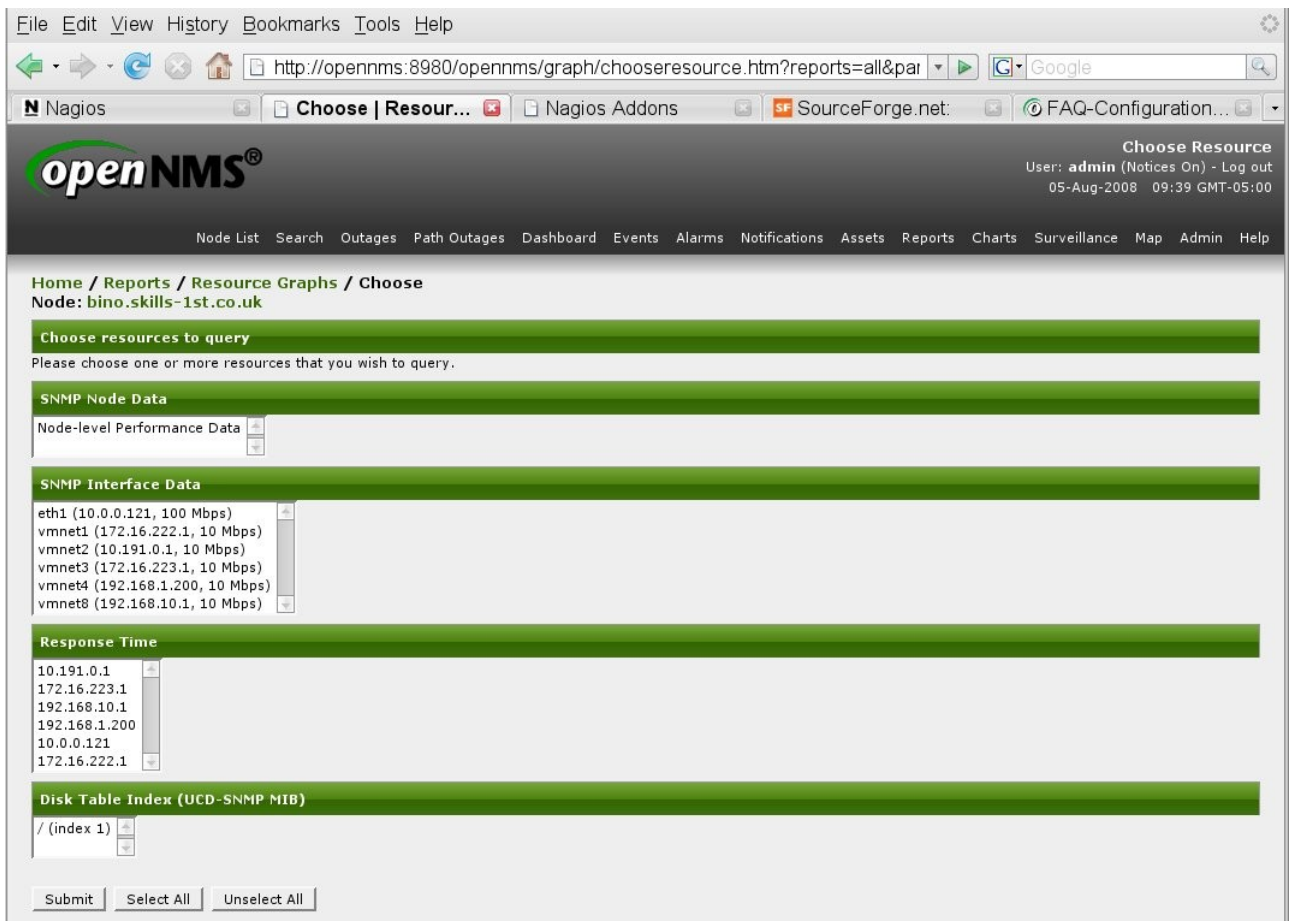 File Edit View History Bookmarks Tools Help
http://opennms:8980/opennms/graph/chooseresource.htm?reports=all&par
Google
Nagios
Choose | Resour...
Nagios Addons
SourceForge.net:
FAQ-Configuration...
openNMS®
Choose Resource
User: admin (Notices On) - Log out
05-Aug-2008 09:39 GMT-05:00
Node List Search Outages Path Outages Dashboard Events Alarms Notifications Assets Reports Charts Surveillance Map Admin Help
Home / Reports / Resource Graphs / Choose
Node: bino.skills-1st.co.uk
Choose resources to query
Please choose one or more resources that you wish to query.
SNMP Node Data
Node-level Performance Data
SNMP Interface Data
eth1 (10.0.0.121, 100 Mbps)
vmnet1 (172.16.222.1, 10 Mbps)
vmnet2 (10.191.0.1, 10 Mbps)
vmnet3 (172.16.223.1, 10 Mbps)
vmnet4 (192.168.1.200, 10 Mbps)
vmnet8 (192.168.10.1, 10 Mbps)
Response Time
10.191.0.1
172.16.223.1
192.168.10.1
192.168.1.200
10.0.0.121
172.16.222.1
Disk Table Index (UCD-SNMP MIB)
/ (index 1)
Submit Select All Unselect All